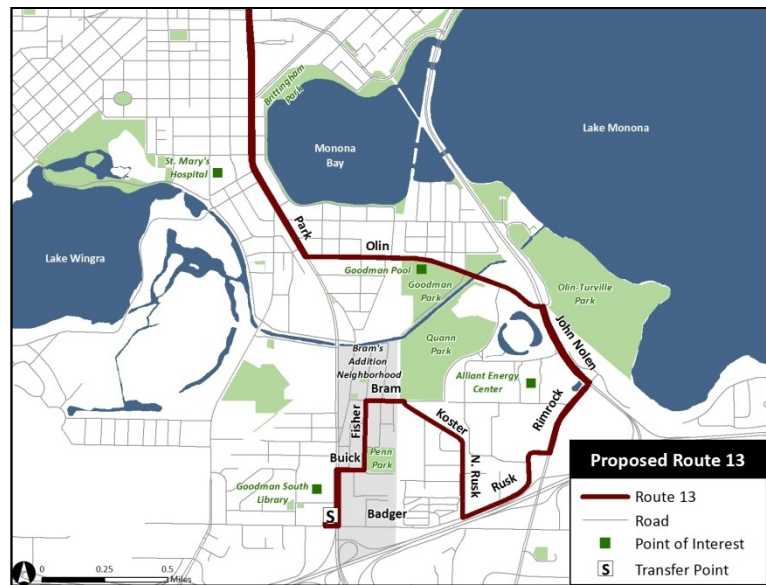 Brittingham
Park
Lake Monona
Monona
Bay
St. Mary's
Hospital
Park
Olin
Lake Wingra
Goodman Pool
Goodman
Park
Olin-Turville
Park
John Nolen
Quann
Park
Bram's
Addition
Neighborhood
Bram
Alliant Energy
Center
Fisher
Koster
Rimrock
Buick
Penn
Park
N. Rusk
Rusk
Goodman South
Library
S
Badger
Proposed Route 13
Route 13
Road
Point of Interest
S Transfer Point
0 0.25 0.5
Miles